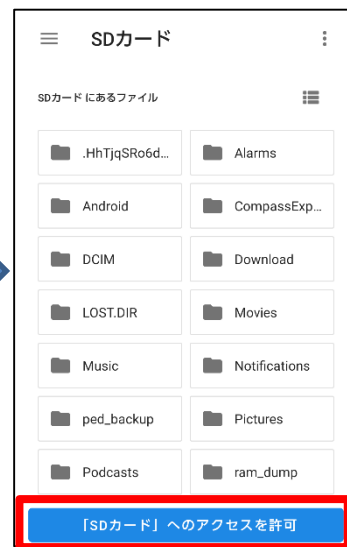 SDカード
SDカード にあるファイル
.HhTjqSRo6d...
Alarms
Android
CompassExp...
DCIM
Download
LOST.DIR
Movies
Music
Notifications
ped_backup
Pictures
Podcasts
ram_dump
「SDカード」へのアクセスを許可